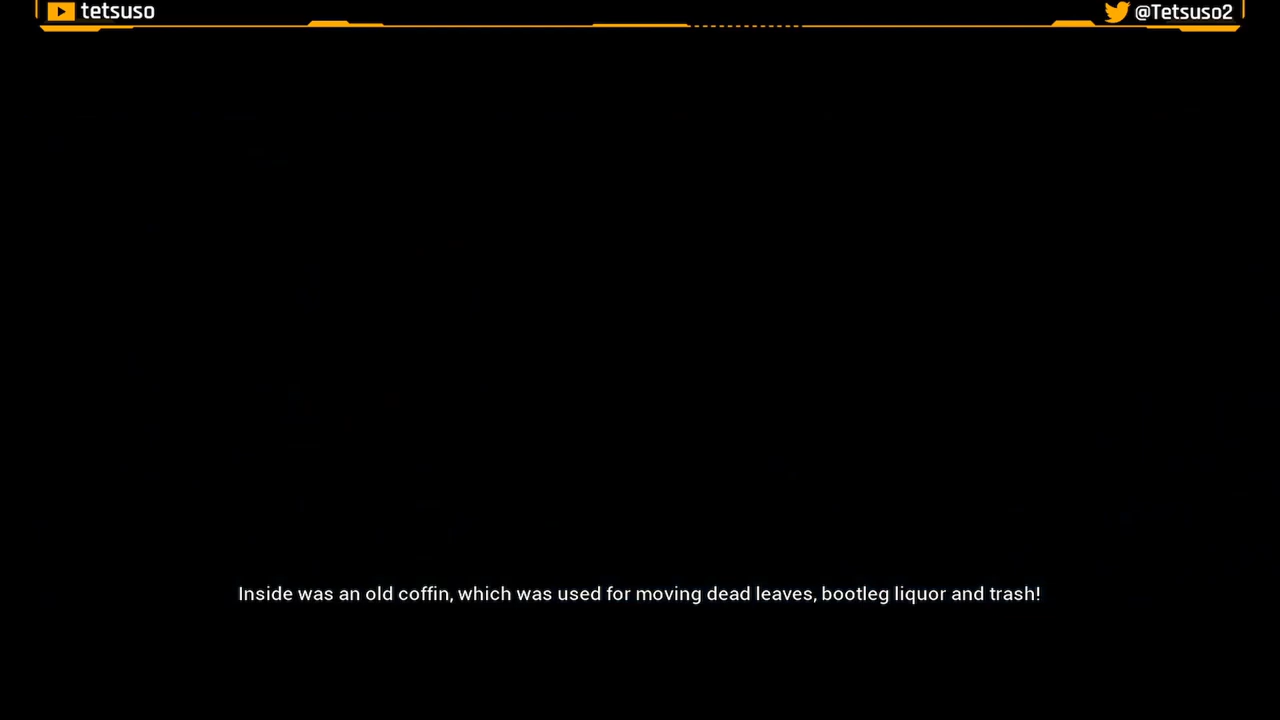 tetsuso
@Tetsuso2
Inside was an old coffin, which was used for moving dead leaves, bootleg liquor and trash!